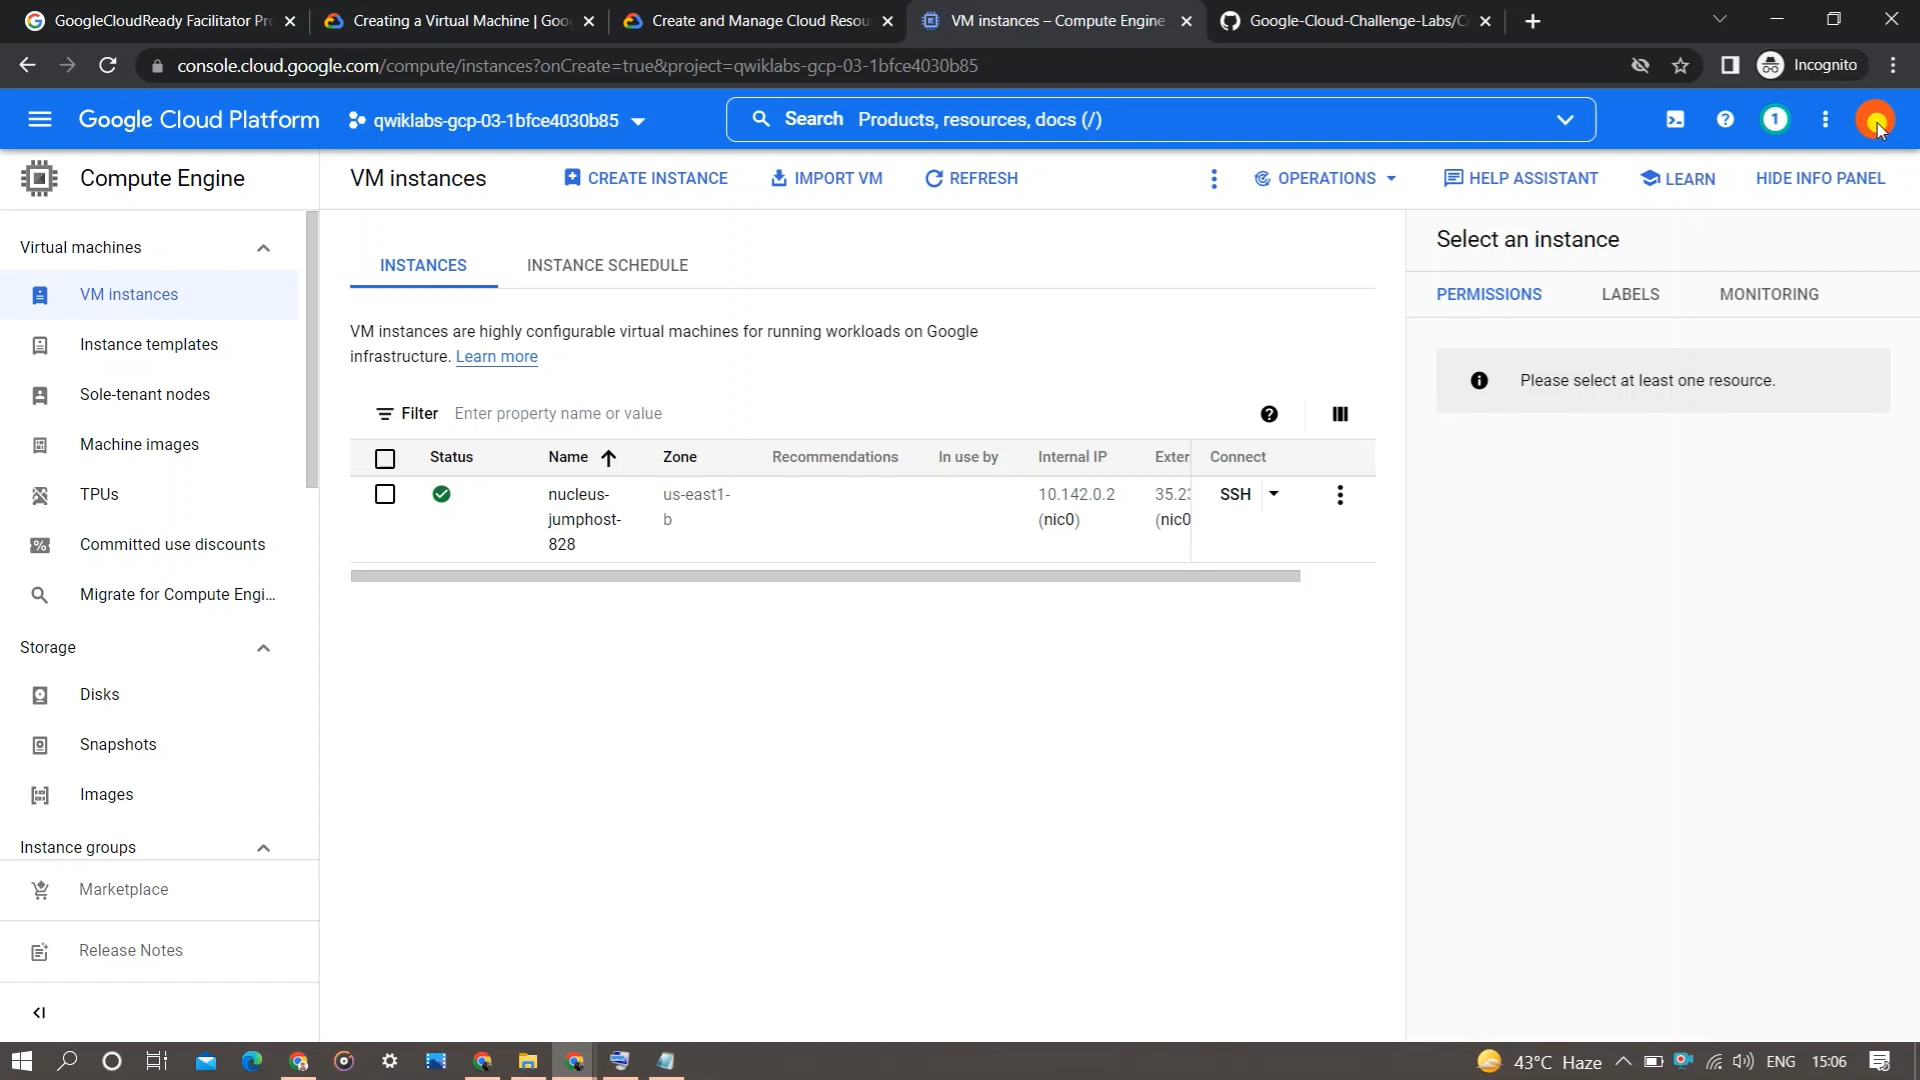 GoogleCloudReady Facilitator Pr
Creating a Virtual Machine | Goo
Create and Manage Cloud Resou
VM instances – Compute Engine
Google-Cloud-Challenge-Labs/C
console.cloud.google.com/compute/instances?onCreate=true&project=qwiklabs-gcp-03-1bfce4030b85
Incognito
Google Cloud Platform
qwiklabs-gcp-03-1bfce4030b85
Search Products, resources, docs (/)
1
Compute Engine
VM instances
CREATE INSTANCE
IMPORT VM
REFRESH
OPERATIONS
HELP ASSISTANT
LEARN
HIDE INFO PANEL
Virtual machines
VM instances
Instance templates
Sole-tenant nodes
Machine images
TPUs
Committed use discounts
Migrate for Compute Engi...
Storage
Disks
Snapshots
Images
Instance groups
Marketplace
Release Notes
INSTANCES
INSTANCE SCHEDULE
VM instances are highly configurable virtual machines for running workloads on Google
infrastructure. Learn more
Filter Enter property name or value
Status Name Zone Recommendations In use by Internal IP Exter Connect
nucleus- us-east1- 10.142.0.2 35.23 SSH
jumphost- b (nic0) (nic0
828
Select an instance
PERMISSIONS
LABELS
MONITORING
Please select at least one resource.
43°C Haze
ENG
15:06